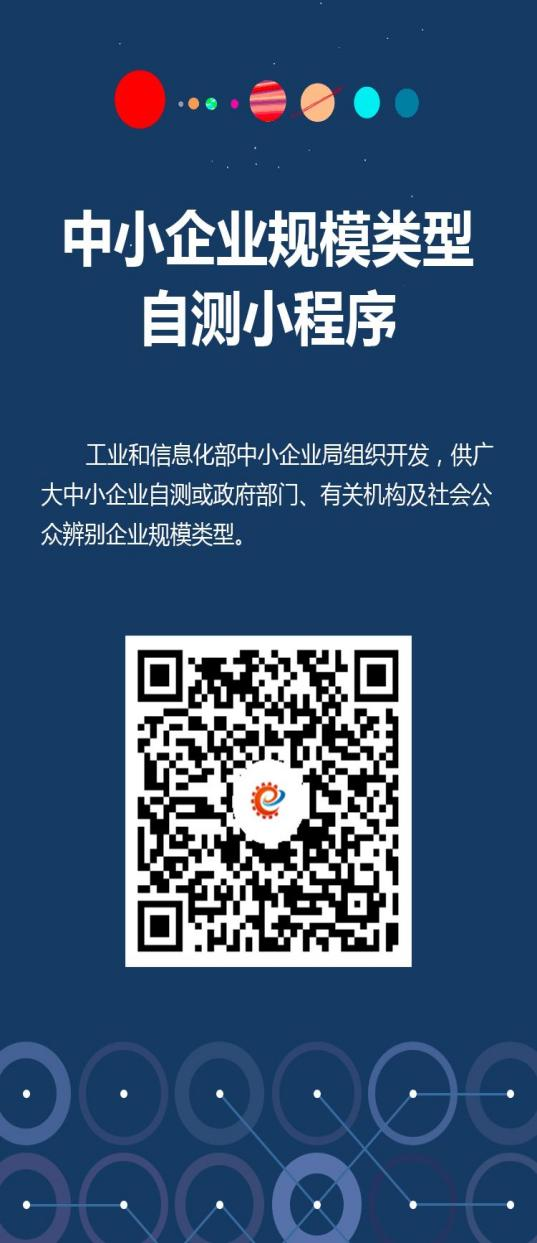 中小企业规模类型
自测小程序
工业和信息化部中小企业局组织开发，供广
大中小企业自测或政府部门、有关机构及社会公
众辨别企业规模类型。